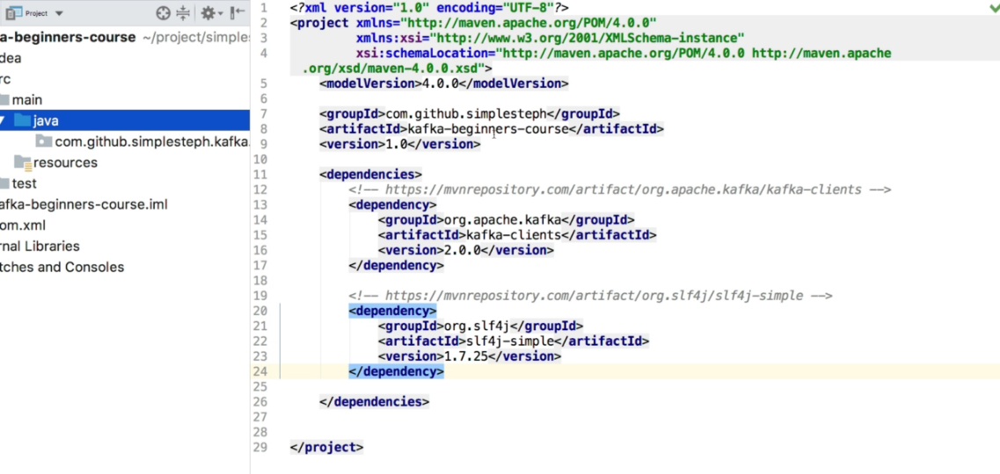 Project
a-beginners-course ~/project/simples
dea
rc
main
java
com.github.simplesteph.kafka.
resources
test
afka-beginners-course.iml
om.xml
rnal Libraries
tches and Consoles
1 <?xml version="1.0" encoding="UTF-8"?>
2 <project xmlns="http://maven.apache.org/POM/4.0.0"
3 xmlns:xsi="http://www.w3.org/2001/XMLSchema-instance"
4 xsi:schemaLocation="http://maven.apache.org/POM/4.0.0 http://maven.apache
.org/xsd/maven-4.0.0.xsd">
5 <modelVersion>4.0.0</modelVersion>
6
7 <groupId>com.github.simplesteph</groupId>
8 <artifactId>kafka-beginners-course</artifactId>
9 <version>1.0</version>
10
11 <dependencies>
12 <!-- https://mvnrepository.com/artifact/org.apache.kafka/kafka-clients -->
13 <dependency>
14 <groupId>org.apache.kafka</groupId>
15 <artifactId>kafka-clients</artifactId>
16 <version>2.0.0</version>
17 </dependency>
18
19 <!-- https://mvnrepository.com/artifact/org.slf4j/slf4j-simple -->
20 <dependency>
21 <groupId>org.slf4j</groupId>
22 <artifactId>slf4j-simple</artifactId>
23 <version>1.7.25</version>
24 </dependency>
25
26 </dependencies>
27
28
29 </project>